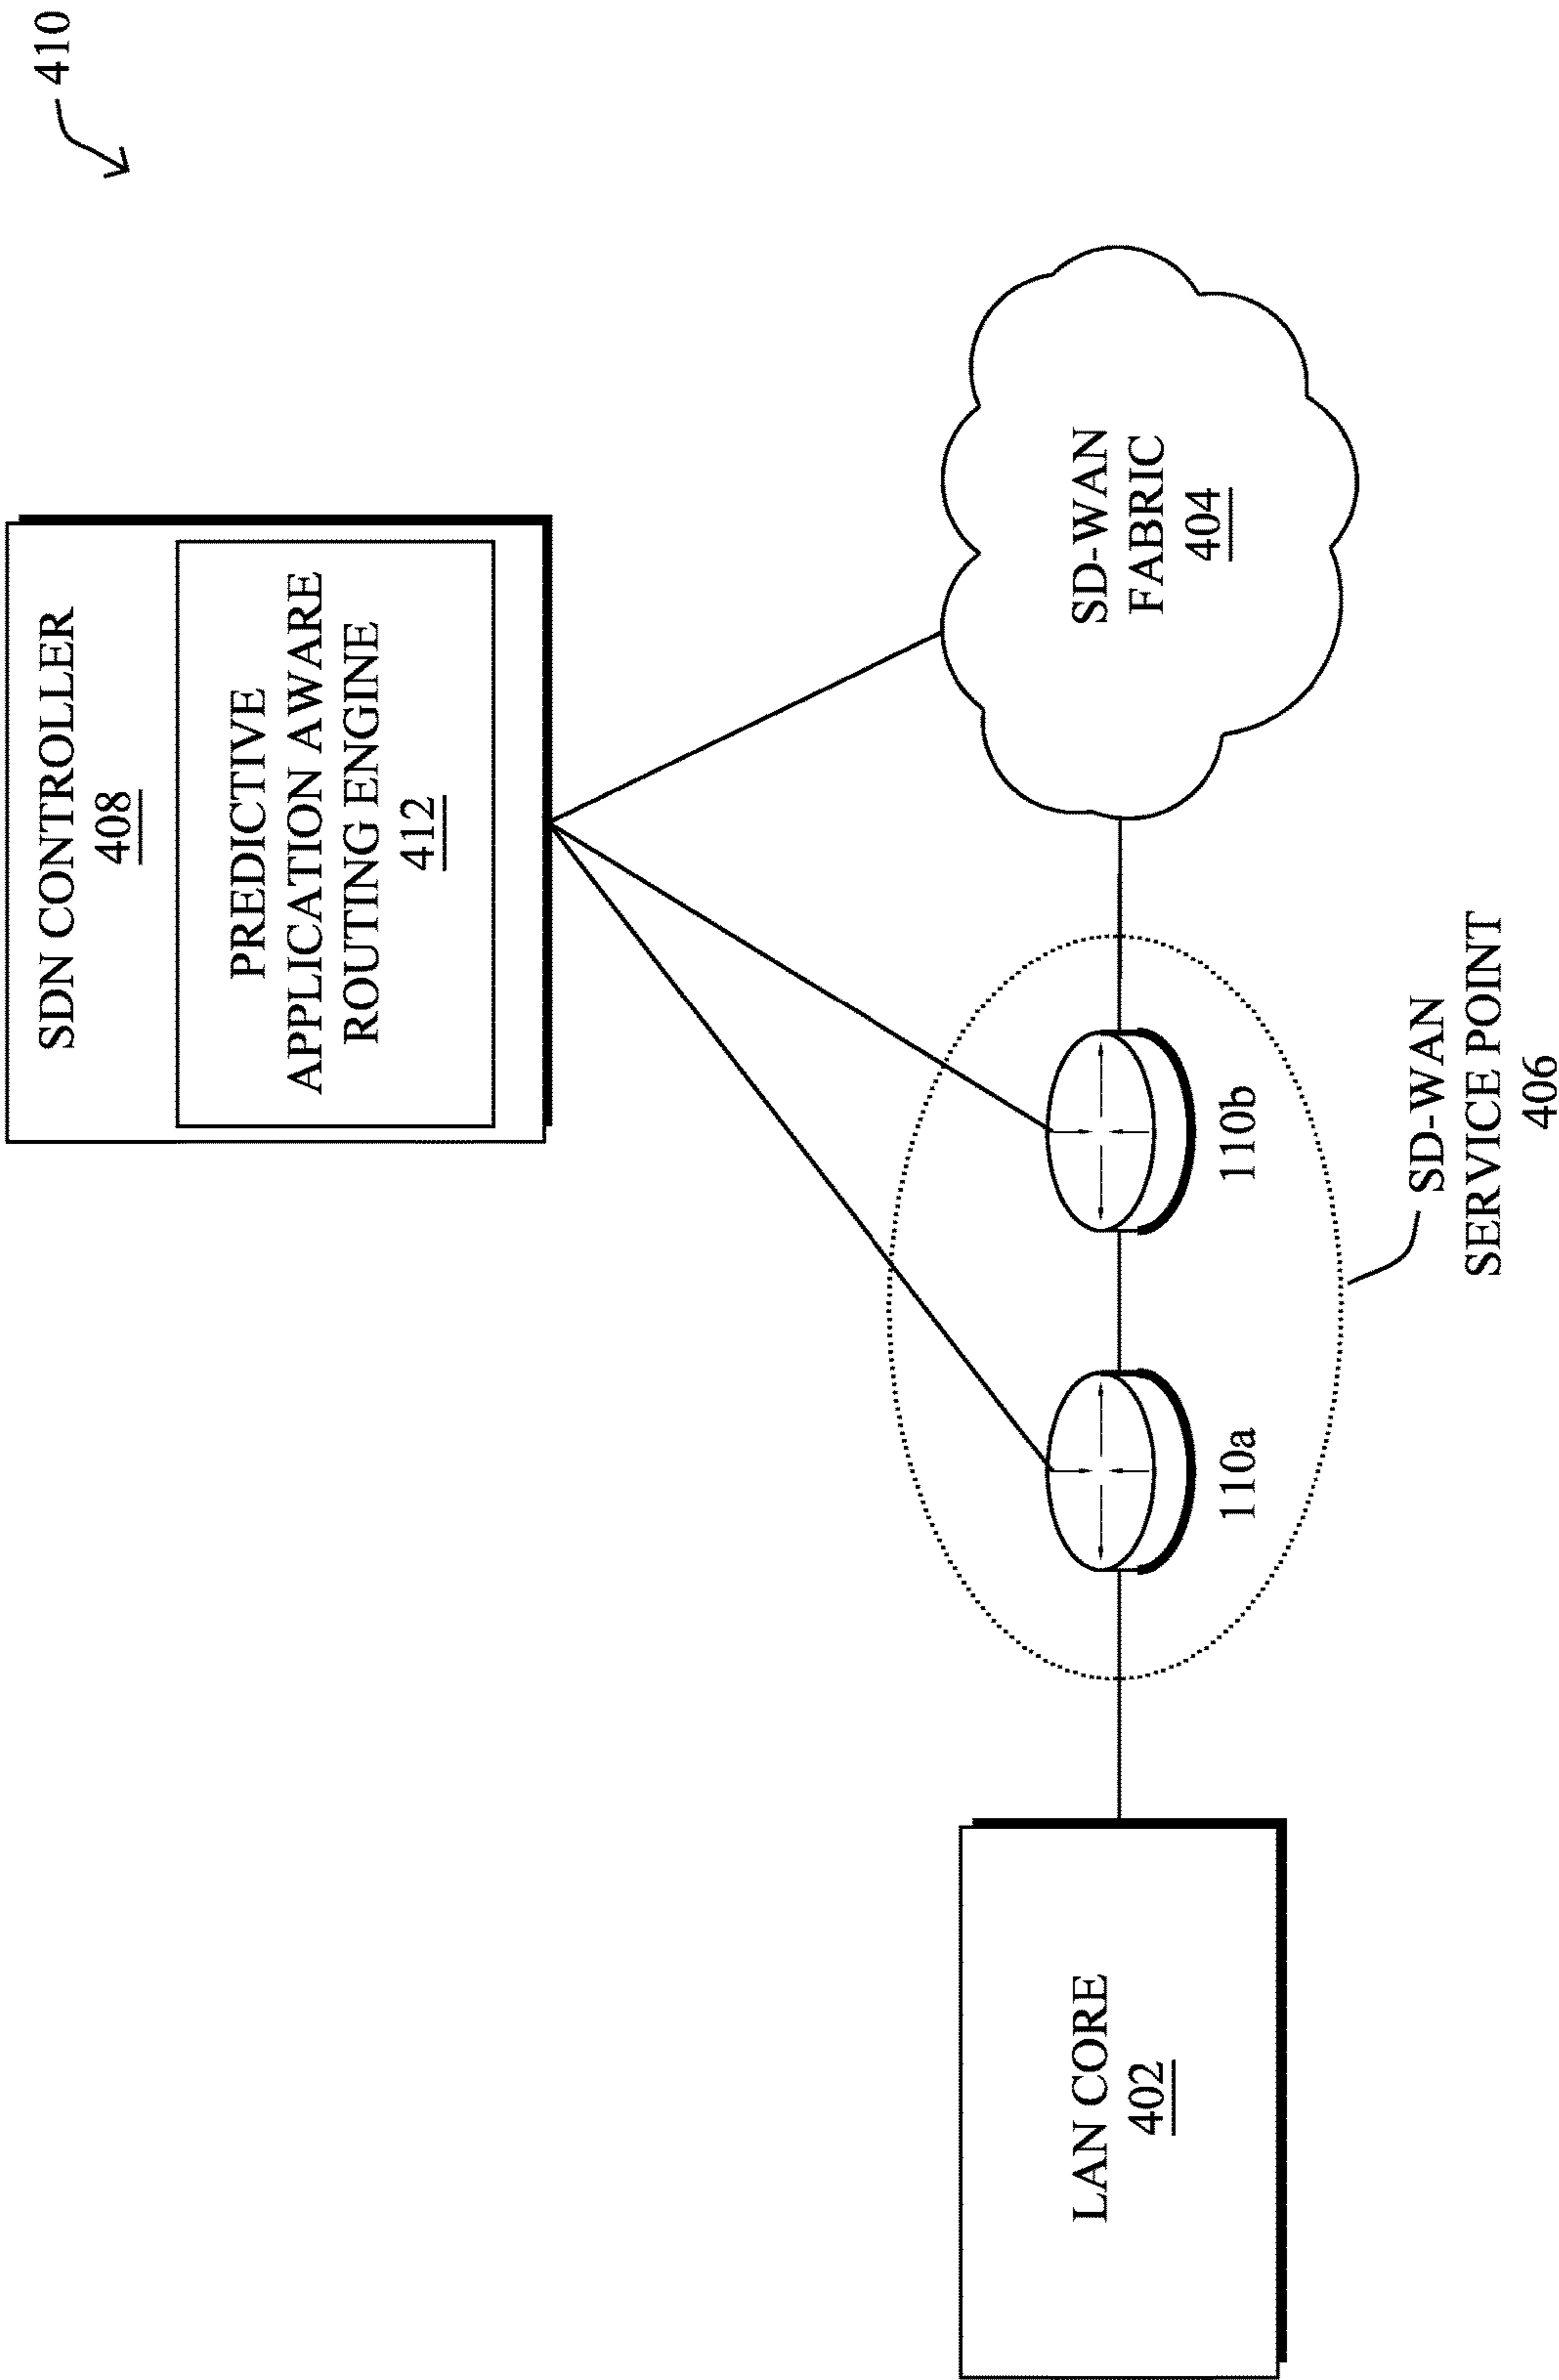 410
SDN CONTROLLER
408
PREDICTIVE
APPLICATION AWARE
ROUTING ENGINE
412
LAN CORE
402
110a
110b
SD-WAN
FABRIC
404
SD-WAN
SERVICE POINT
406